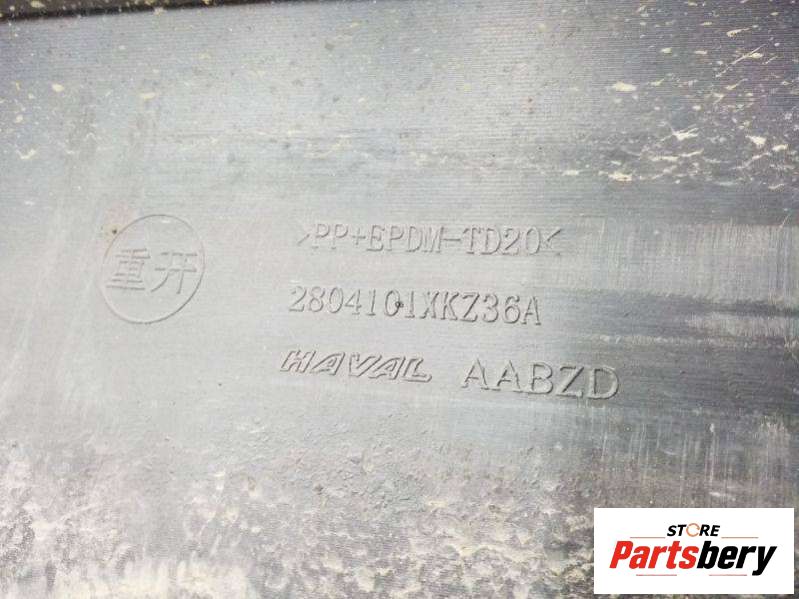 重开
>PP+EPDM-TD20<
2804101XKZ36A
HAVAL AABZD
STORE
Partsbery